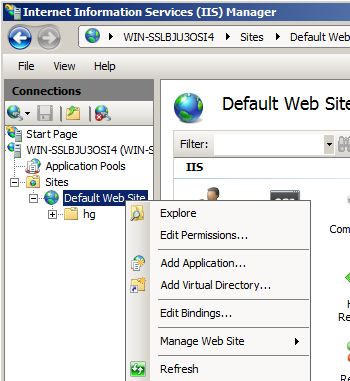 Internet Information Services (IIS) Manager
WIN-SSLBJU3OSI4 Sites Default Web
File View Help
Connections
Start Page
WIN-SSLBJU3OSI4 (WIN-S
Application Pools
Sites
Default Web Site
hg
Default Web Site
Filter:
IIS
Explore
Edit Permissions...
Add Application...
Add Virtual Directory...
Edit Bindings...
Manage Web Site
Refresh
Com
H
Re